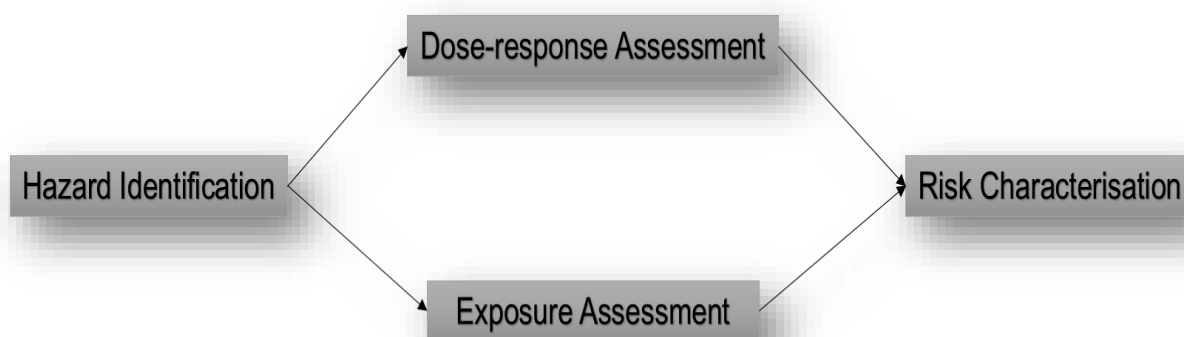 Dose-response Assessment
Hazard Identification
Risk Characterisation
Exposure Assessment